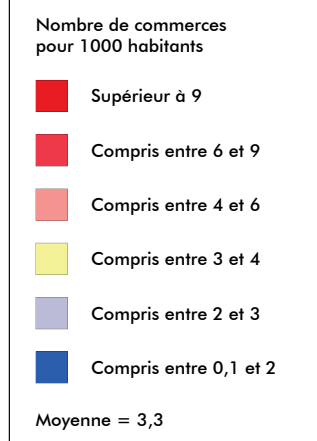 Nombre de commerces
pour 1000 habitants
Supérieur à 9
Compris entre 6 et 9
Compris entre 4 et 6
Compris entre 3 et 4
Compris entre 2 et 3
Compris entre 0,1 et 2
Moyenne = 3,3